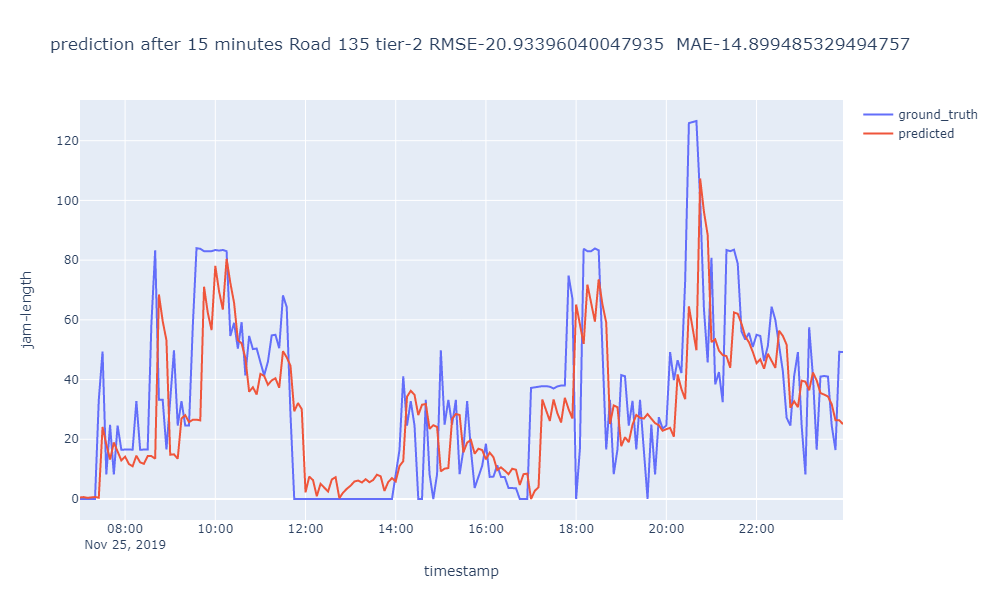 prediction after 15 minutes Road 135 tier-2 RMSE-20.93396040047935  MAE-14.899485329494757
ground_truth
predicted
120
100
80
60
40
20
0
jam-length
08:00 10:00 12:00 14:00 16:00 18:00 20:00 22:00
Nov 25, 2019
timestamp